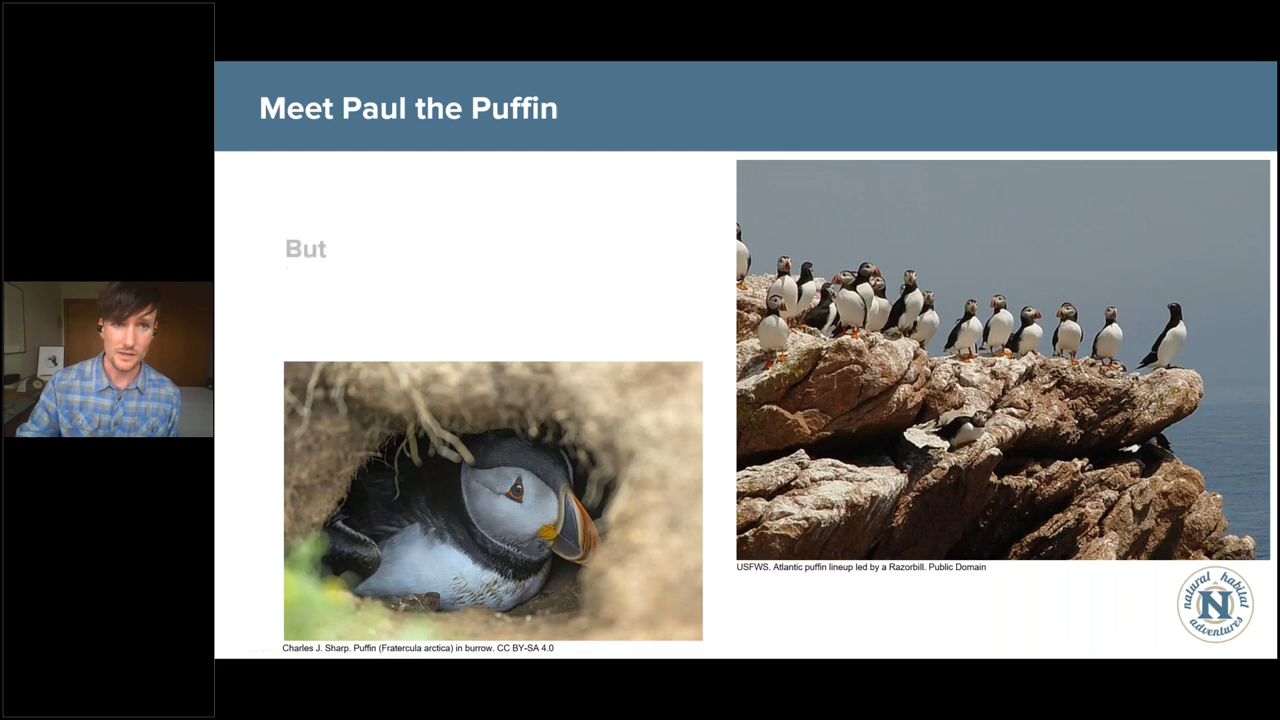 Meet Paul the Puffin
But
Charles J. Sharp. Puffin (Fratercula arctica) in burrow. CC BY-SA 4.0
USFWS. Atlantic puffin lineup led by a Razorbill. Public Domain
natural habitat
N
adventures